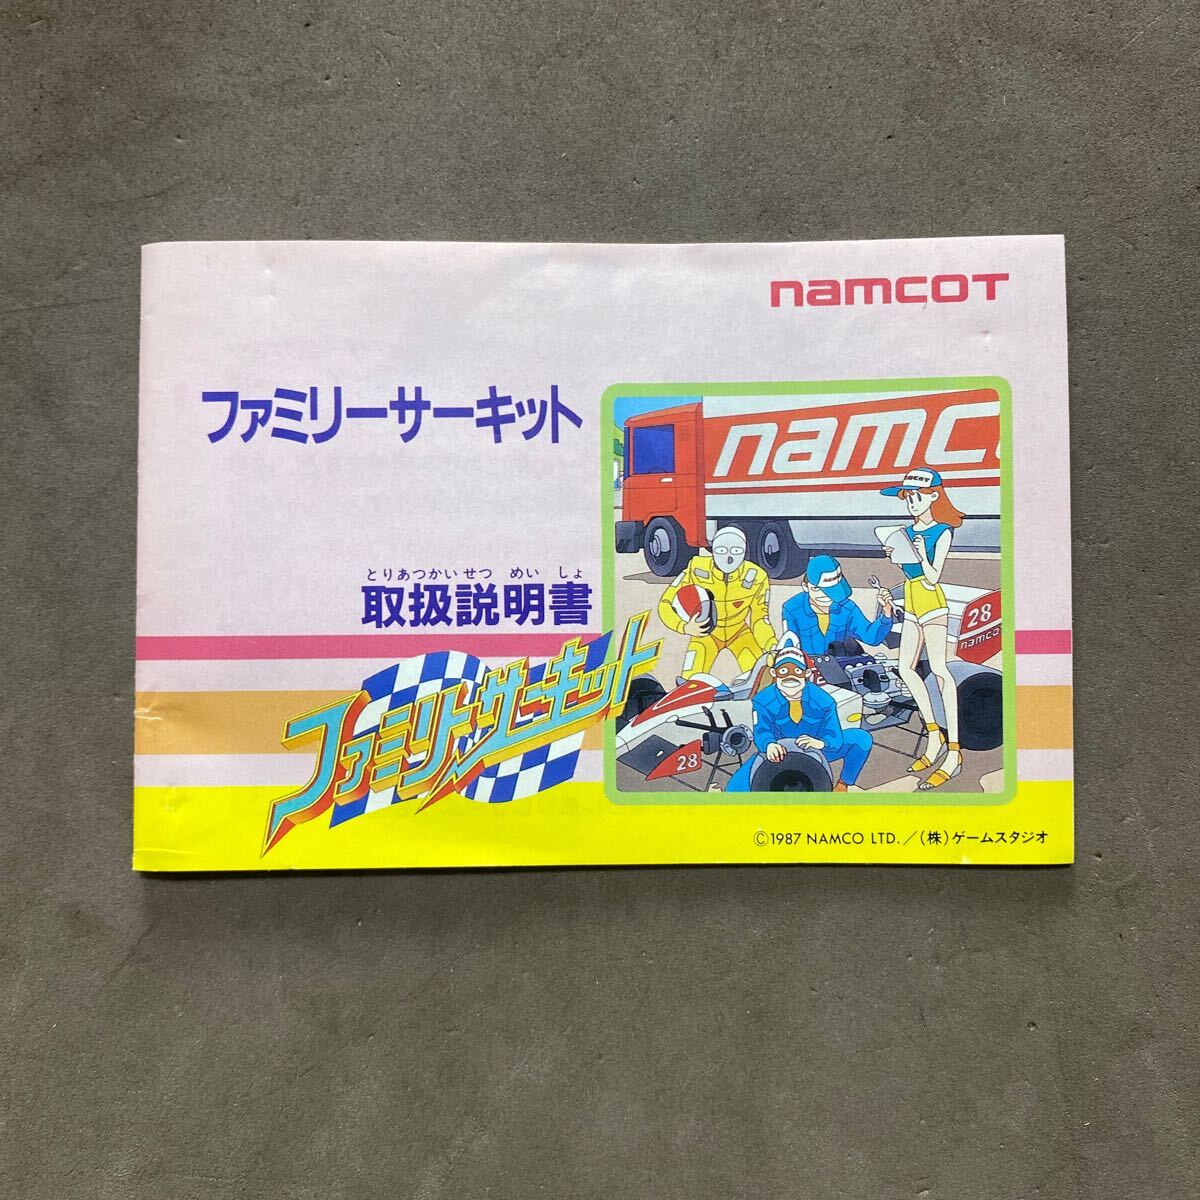 namcoT
ファミリーサーキット
namc
とりあつかいせつめいしょ
取扱説明書
ファミリーサーキット
28
namcoT
28
©1987 NAMCO LTD.／(株)ゲームスタジオ